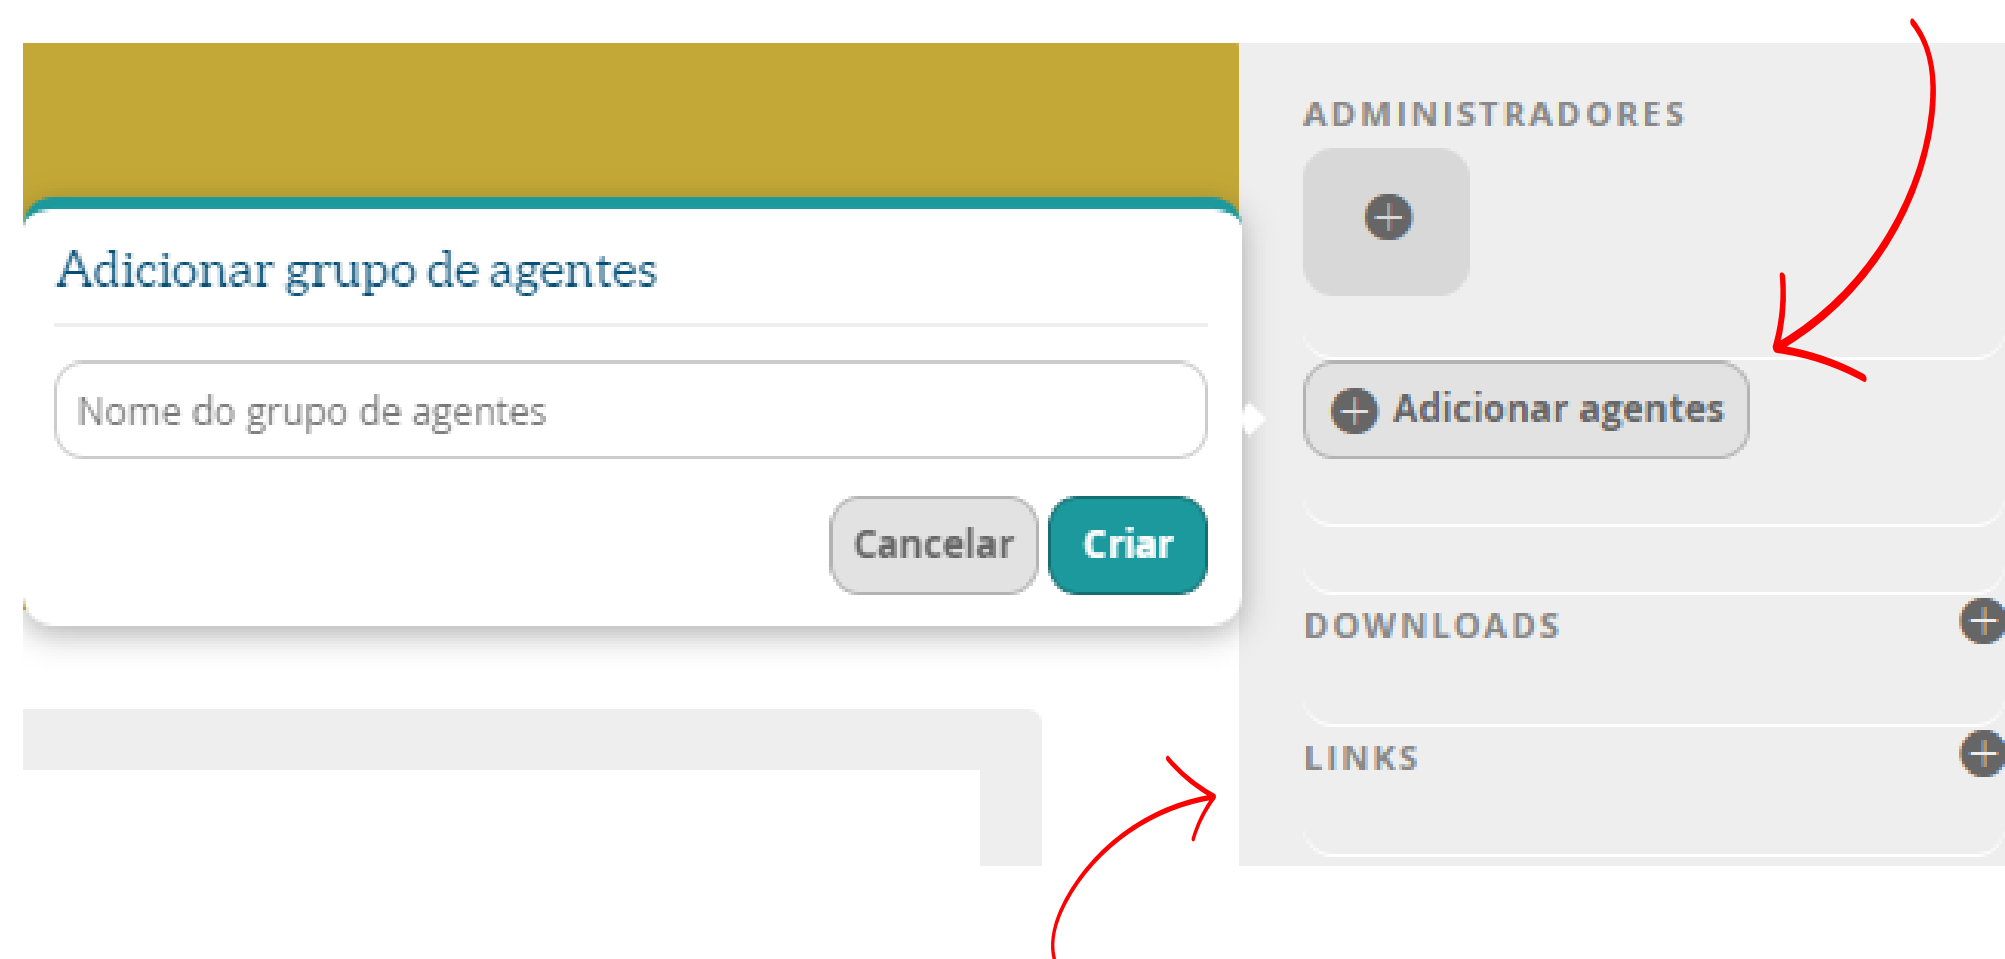 ADMINISTRADORES
Adicionar grupo de agentes
Nome do grupo de agentes
Adicionar agentes
Cancelar
Criar
DOWNLOADS
LINKS